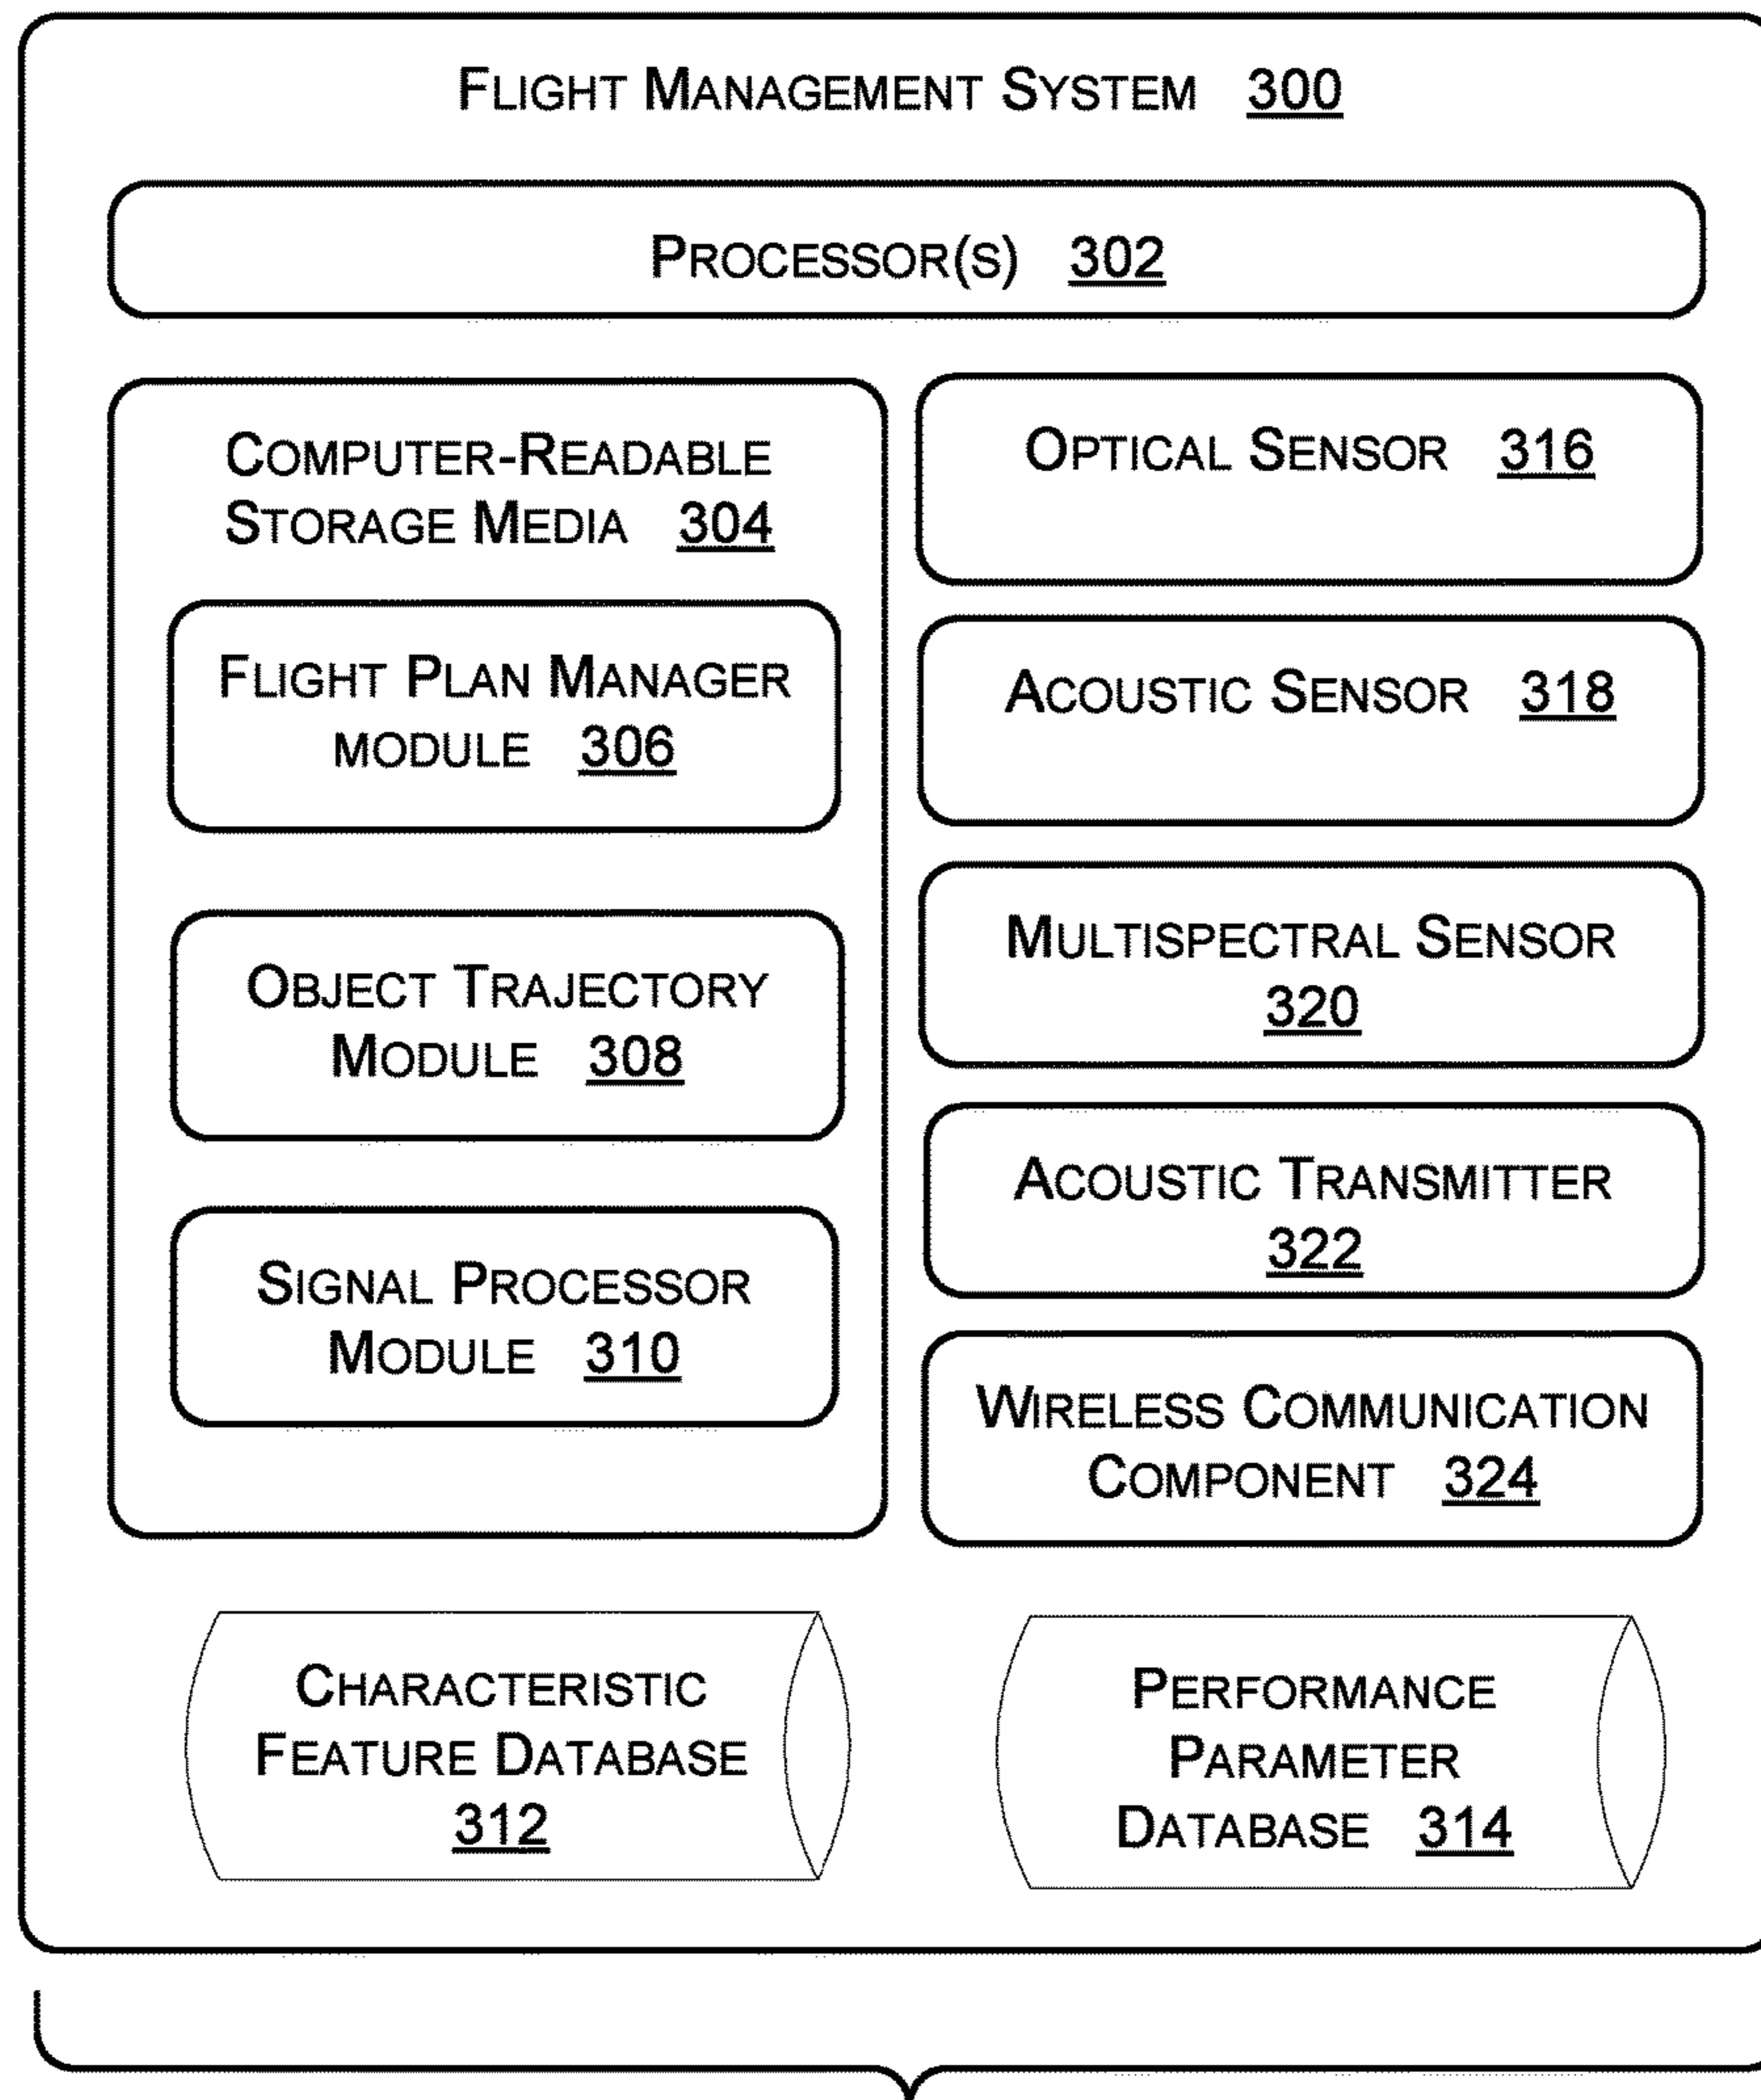 FLIGHT MANAGEMENT SYSTEM 300
PROCESSOR(S) 302
COMPUTER-READABLE
STORAGE MEDIA 304
FLIGHT PLAN MANAGER
MODULE 306
OBJECT TRAJECTORY
MODULE 308
SIGNAL PROCESSOR
MODULE 310
OPTICAL SENSOR 316
ACOUSTIC SENSOR 318
MULTISPECTRAL SENSOR
320
ACOUSTIC TRANSMITTER
322
WIRELESS COMMUNICATION
COMPONENT 324
CHARACTERISTIC
FEATURE DATABASE
312
PERFORMANCE
PARAMETER
DATABASE 314